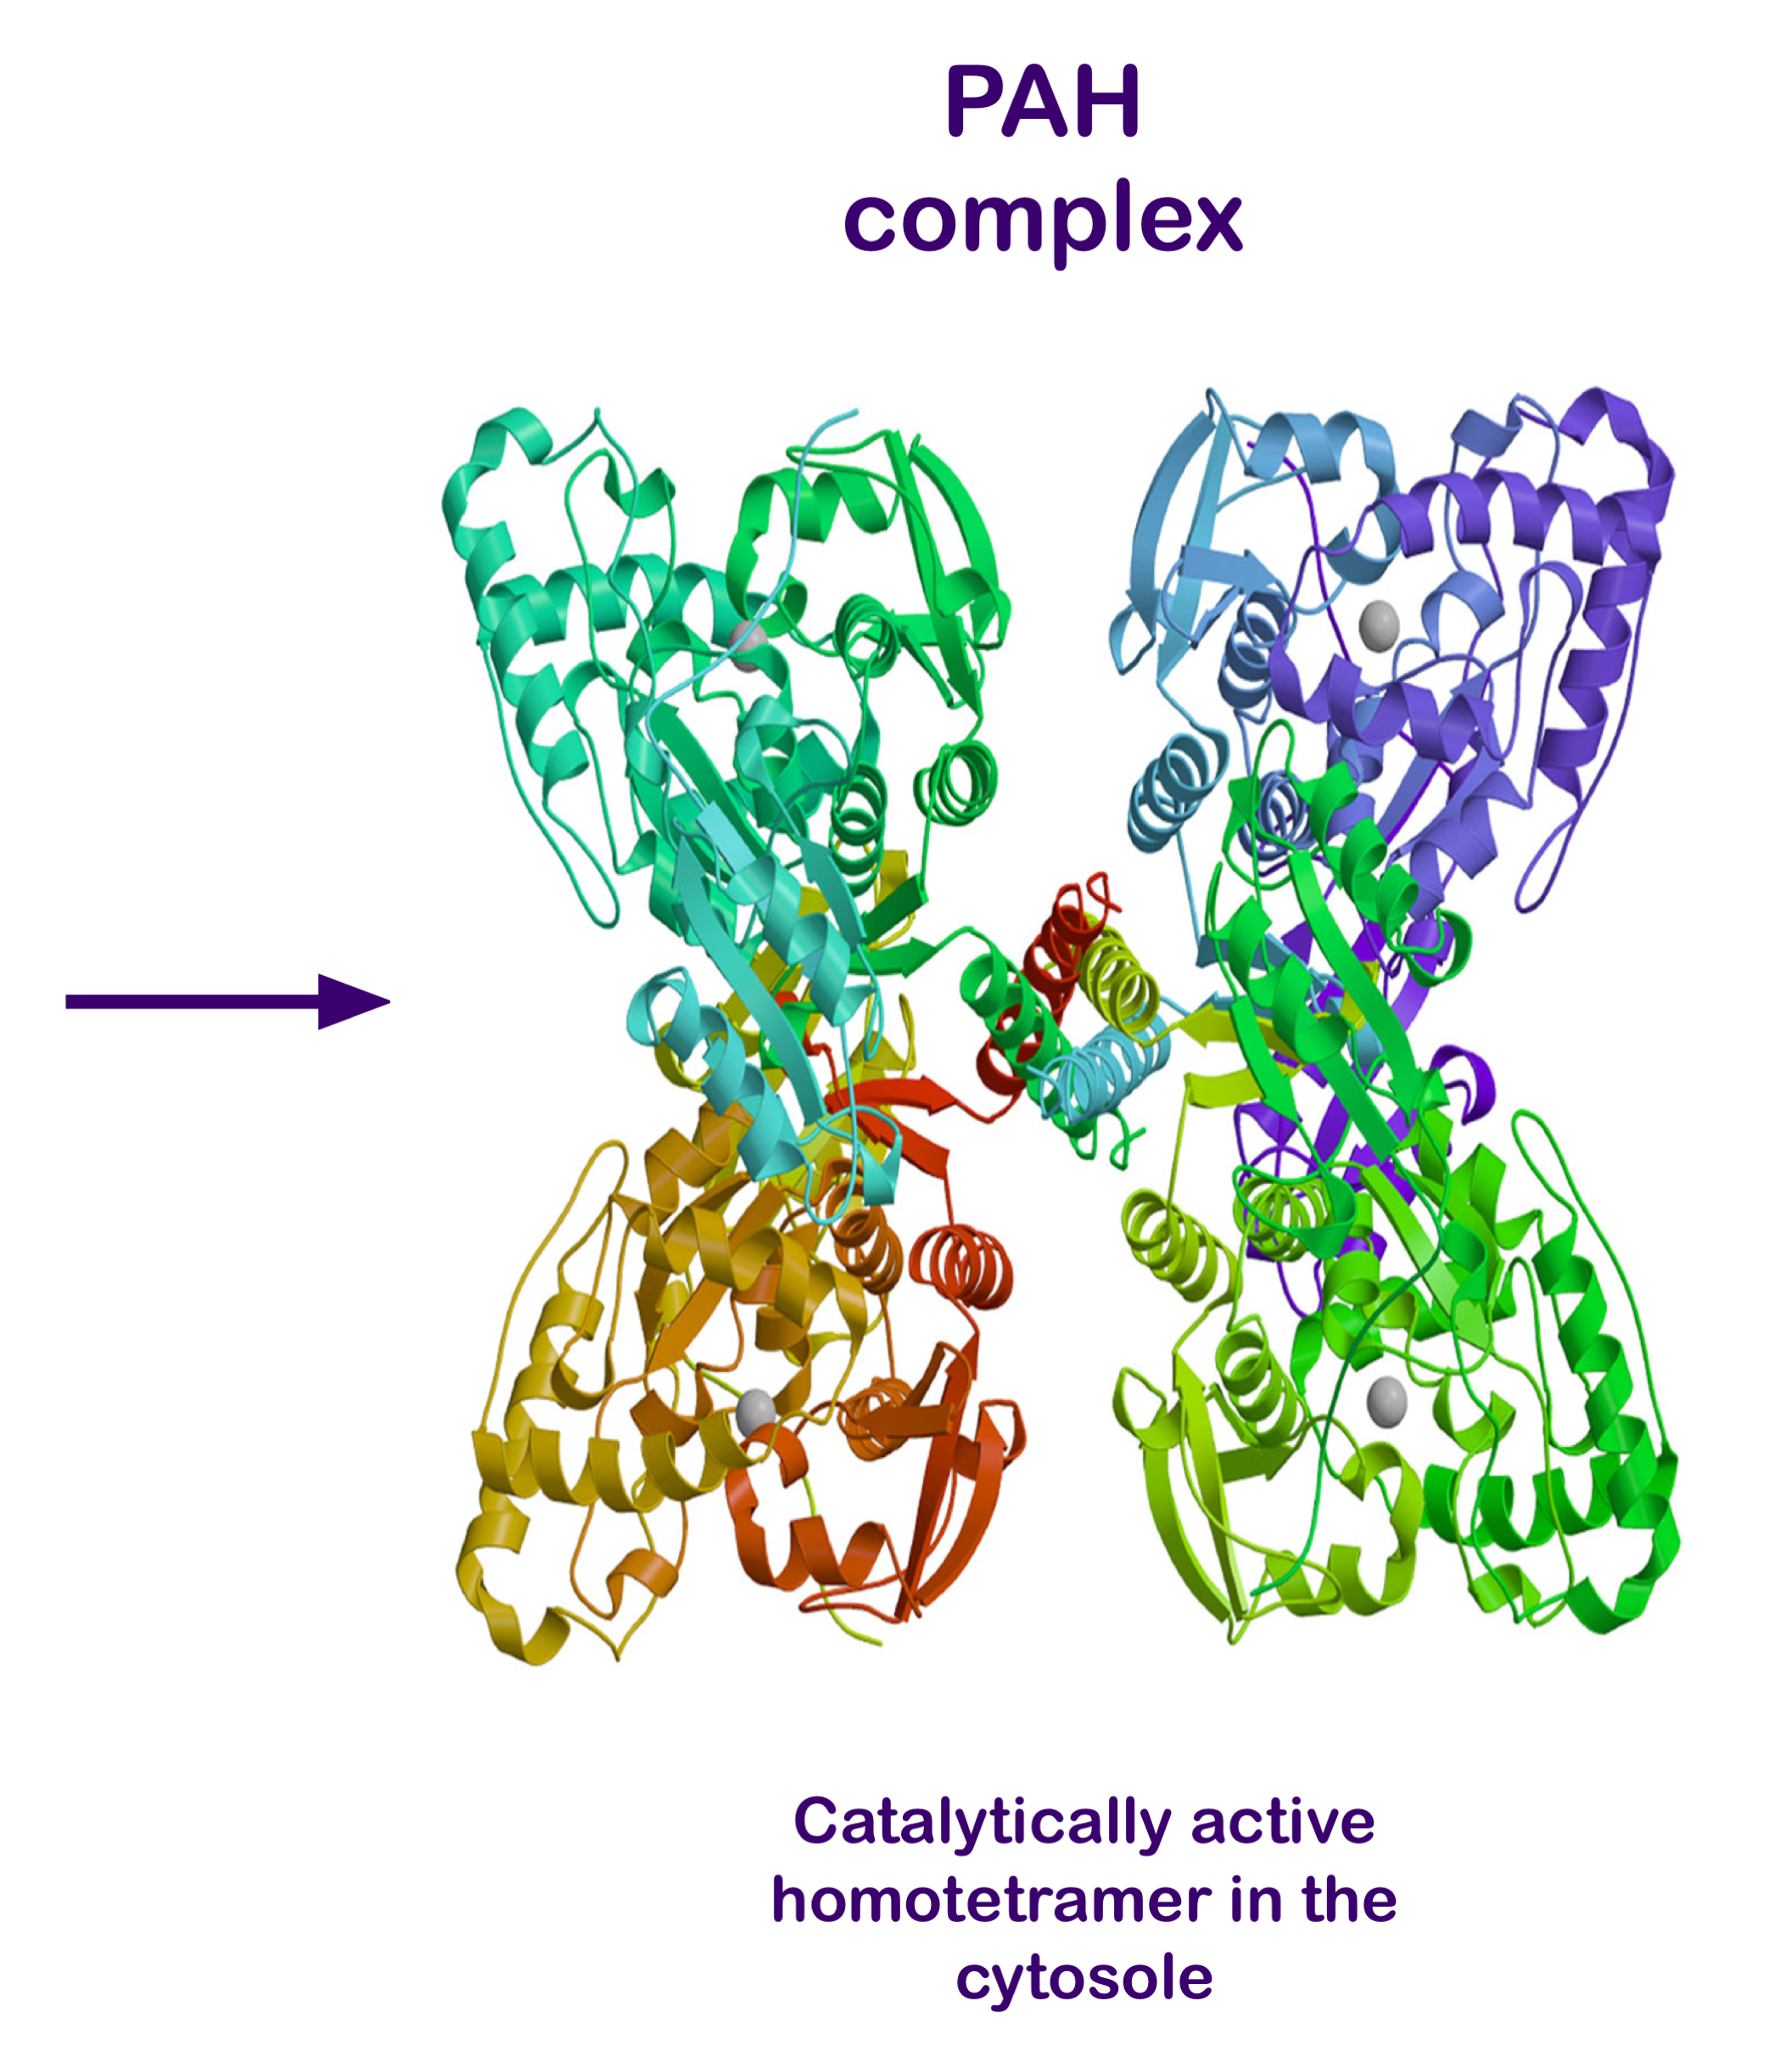 PAH
complex
Catalytically active
homotetramer in the
cytosole